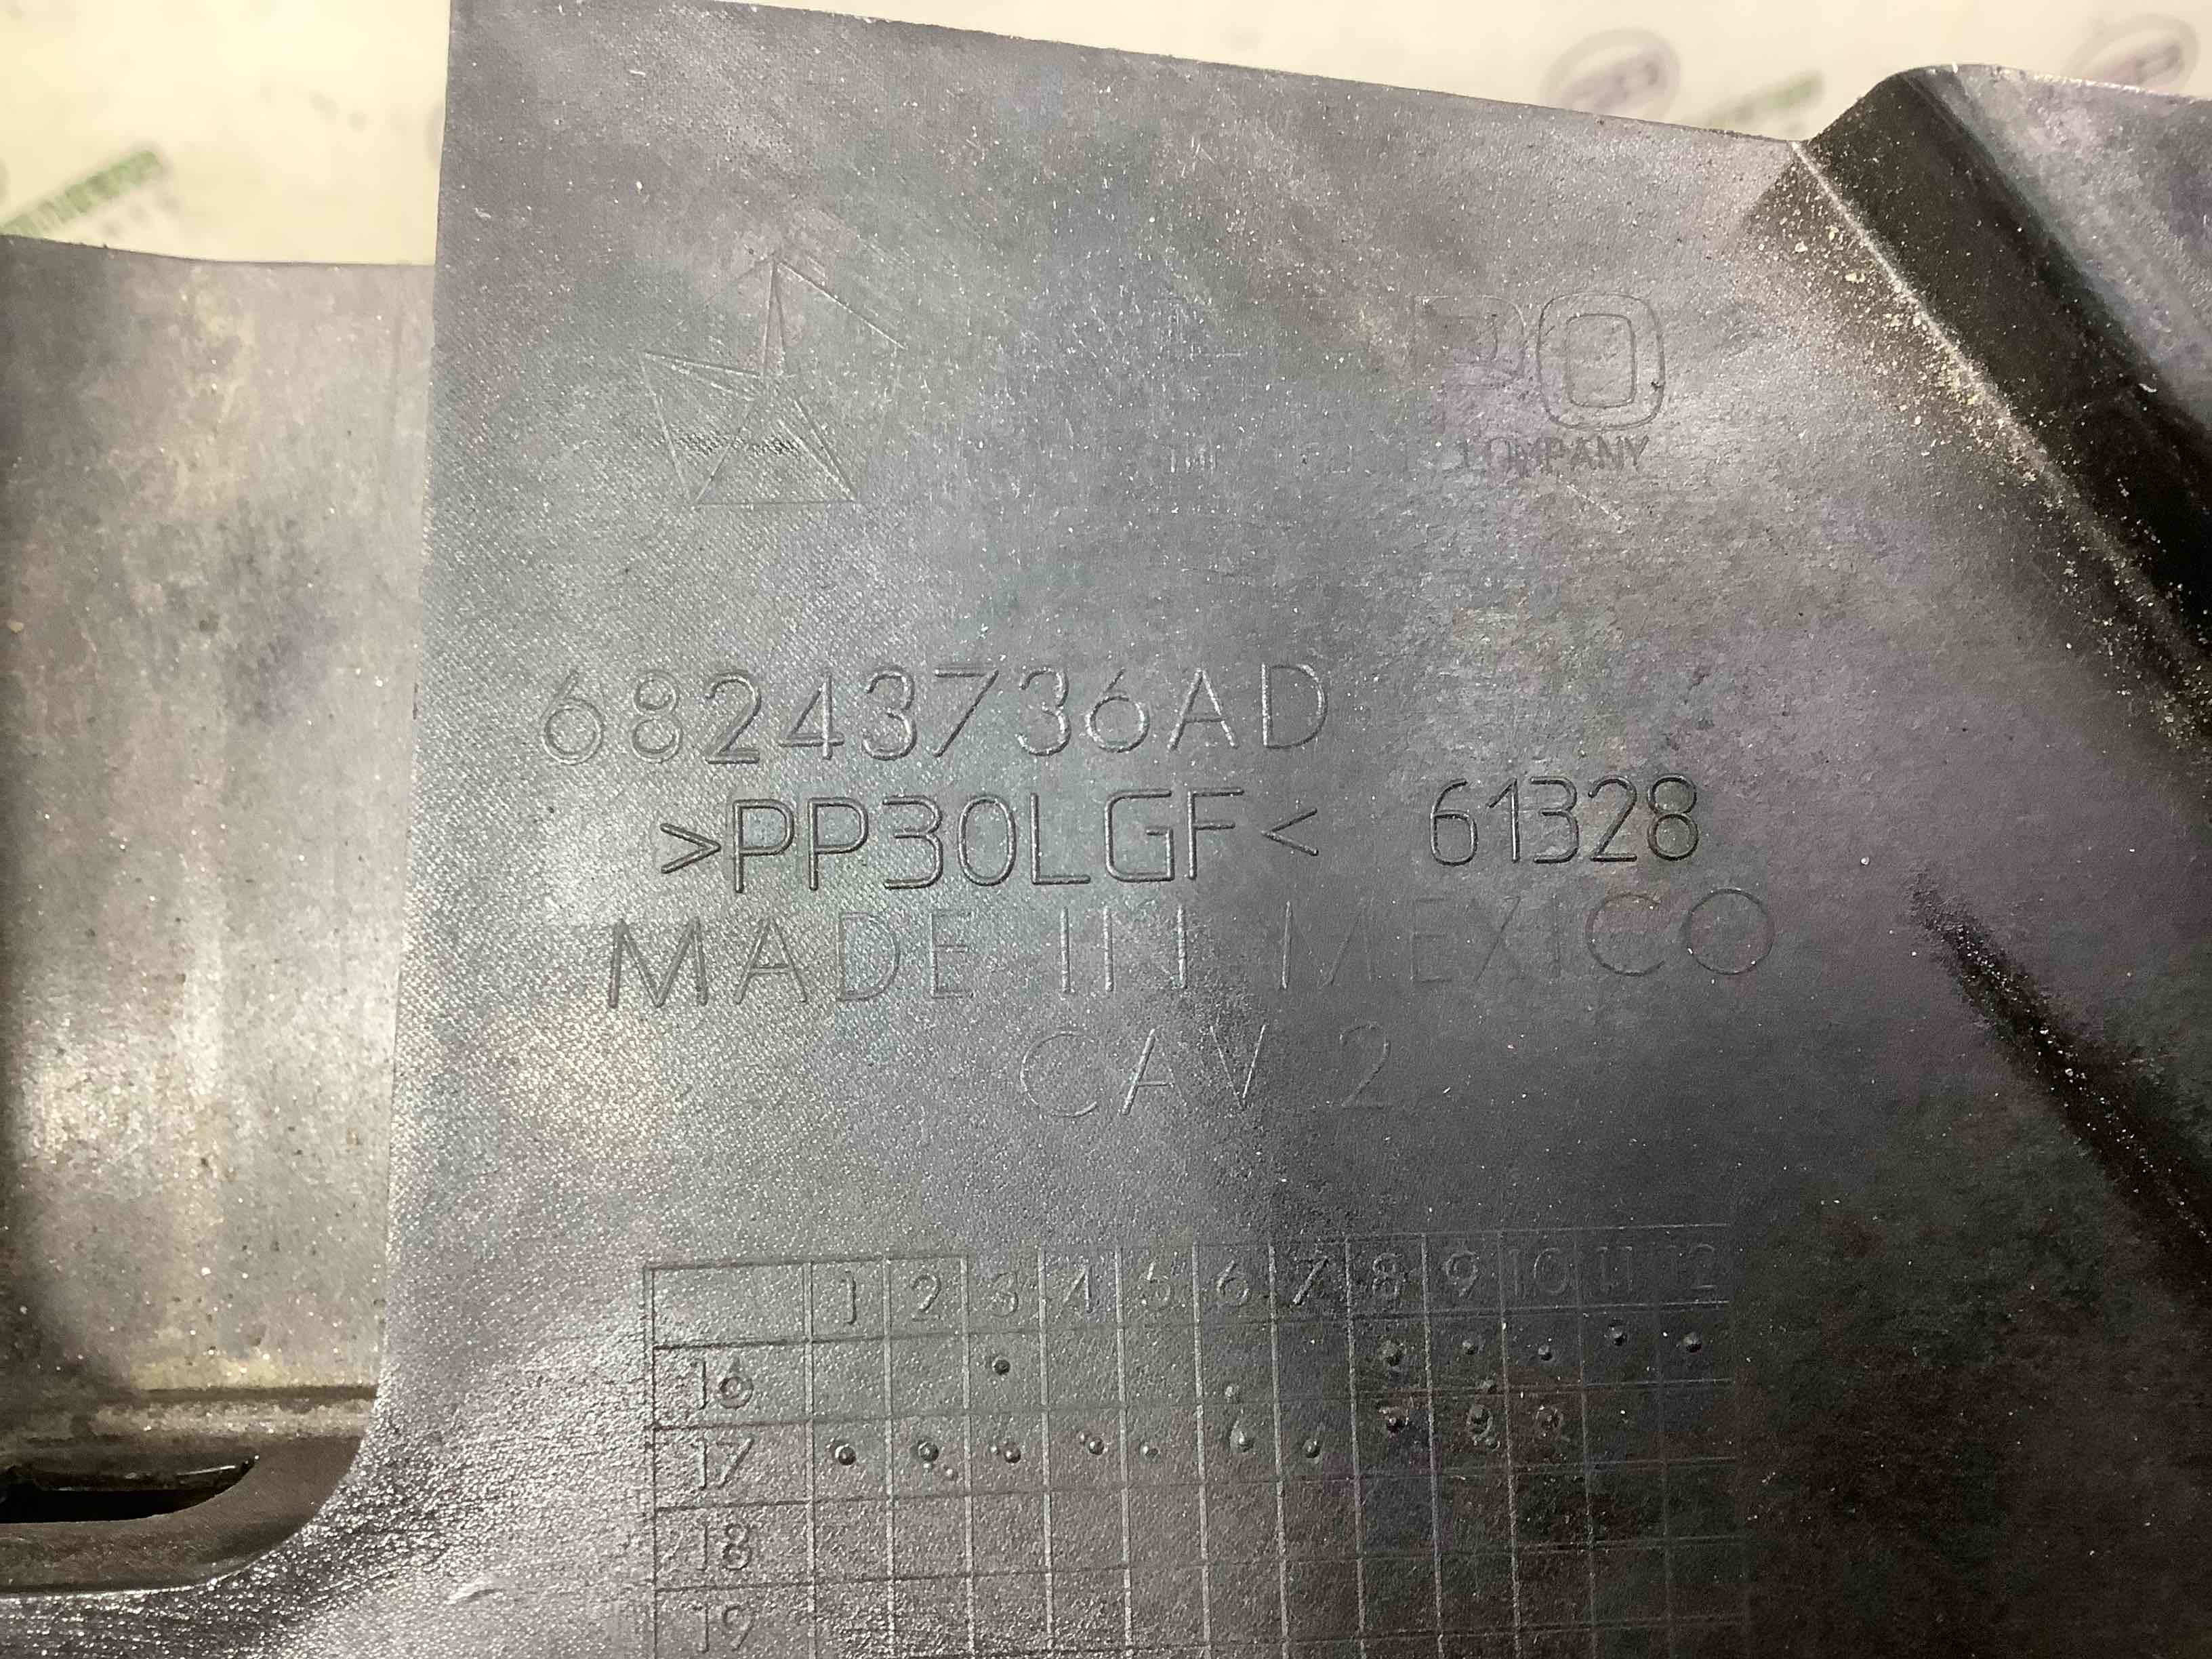 COMPANY
68243736AD
>PP30LGF< 61328
MADE IN MEXICO
CAV 2
1 2 3 4 5 6 7 8 9 10 11 12
16
17
18
19